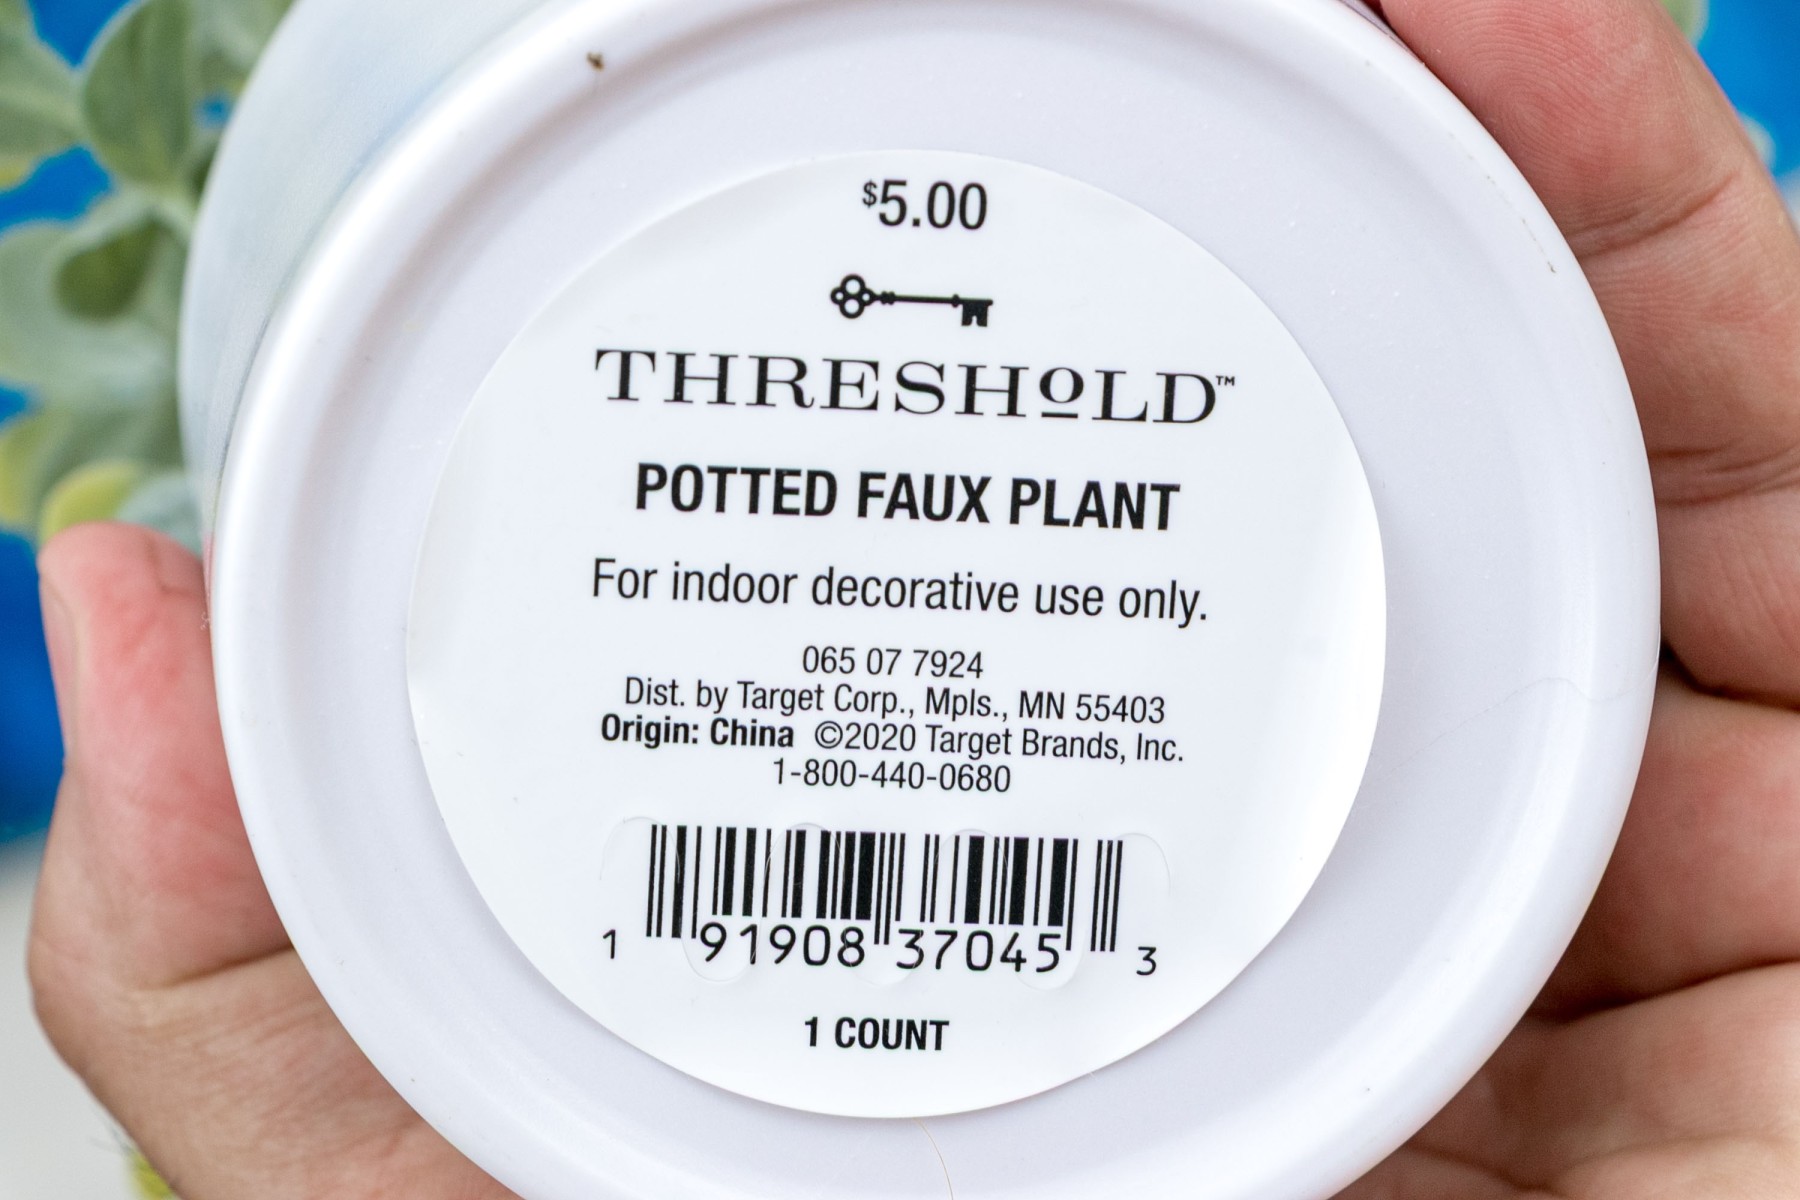 $5.00
THRESHOLD™
POTTED FAUX PLANT
For indoor decorative use only.
065 07 7924
Dist. by Target Corp., Mpls., MN 55403
Origin: China ©2020 Target Brands, Inc.
1-800-440-0680
1 91908 37045 3
1 COUNT